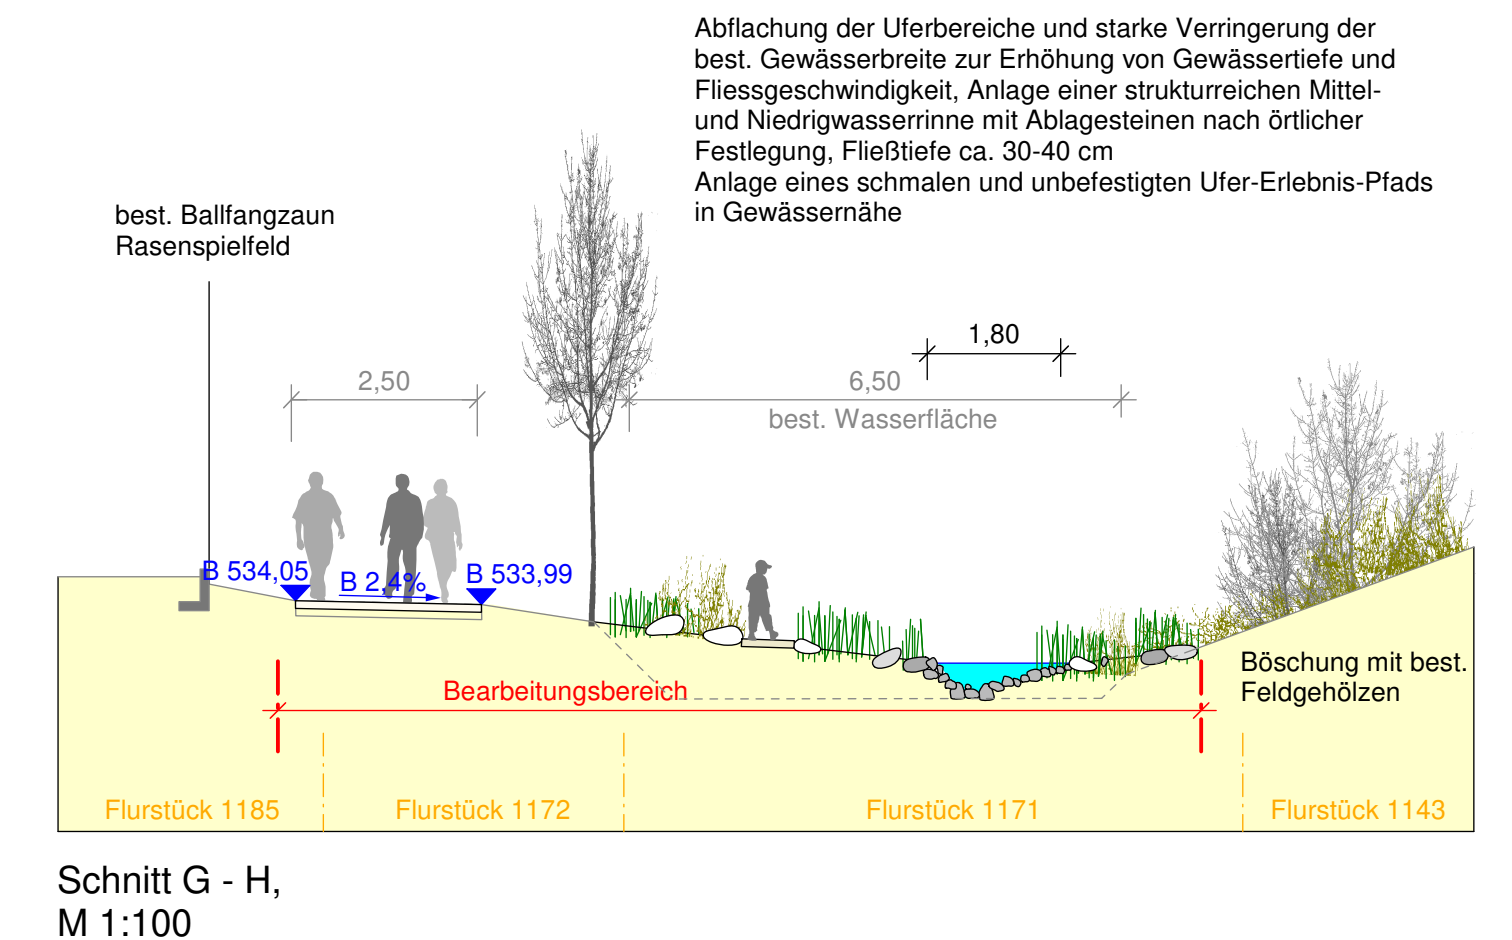 Abflachung der Uferbereiche und starke Verringerung der
best. Gewässerbreite zur Erhöhung von Gewässertiefe und
Fliessgeschwindigkeit, Anlage einer strukturreichen Mittel-
und Niedrigwasserrinne mit Ablagesteinen nach örtlicher
Festlegung, Fließtiefe ca. 30-40 cm
Anlage eines schmalen und unbefestigten Ufer-Erlebnis-Pfads
in Gewässernähe
best. Ballfangzaun
Rasenspielfeld
1,80
2,50
6,50
best. Wasserfläche
B 534,05
B 2,4%
B 533,99
Bearbeitungsbereich
Böschung mit best.
Feldgehölzen
Flurstück 1185
Flurstück 1172
Flurstück 1171
Flurstück 1143
Schnitt G - H,
M 1:100